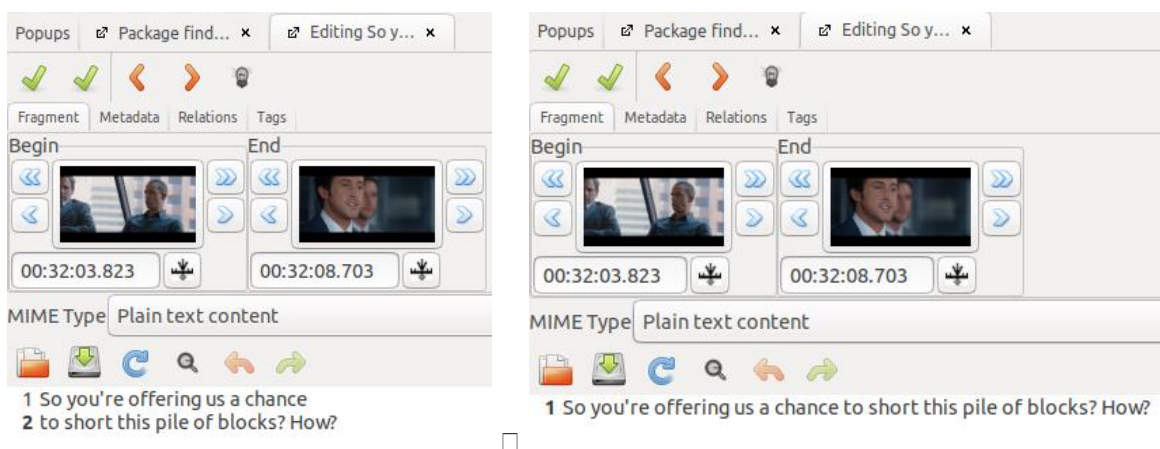 Popups Package find... × Editing So y... ×
Fragment Metadata Relations Tags
Begin End
00:32:03.823 00:32:08.703
MIME Type Plain text content
1 So you're offering us a chance
2 to short this pile of blocks? How?
Popups Package find... × Editing So y... ×
Fragment Metadata Relations Tags
Begin End
00:32:03.823 00:32:08.703
MIME Type Plain text content
1 So you're offering us a chance to short this pile of blocks? How?